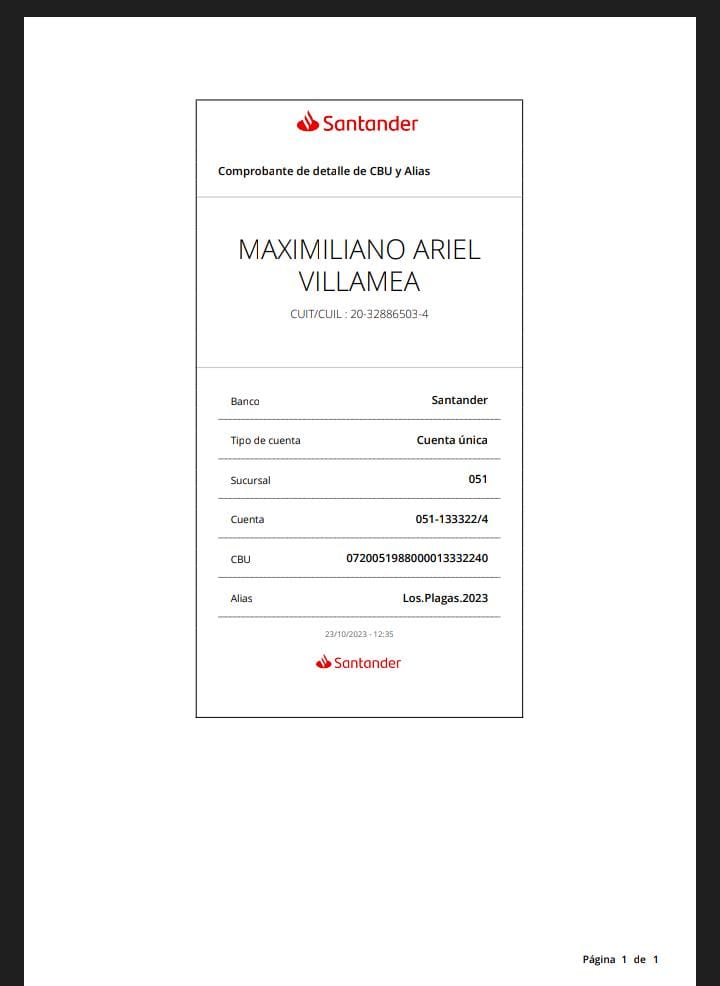 Santander
Comprobante de detalle de CBU y Alias
MAXIMILIANO ARIEL
VILLAMEA
CUIT/CUIL : 20-32886503-4
Banco Santander
Tipo de cuenta Cuenta única
Sucursal 051
Cuenta 051-133322/4
CBU 0720051988000013332240
Alias Los.Plagas.2023
23/10/2023 - 12:35
Santander
Página 1 de 1